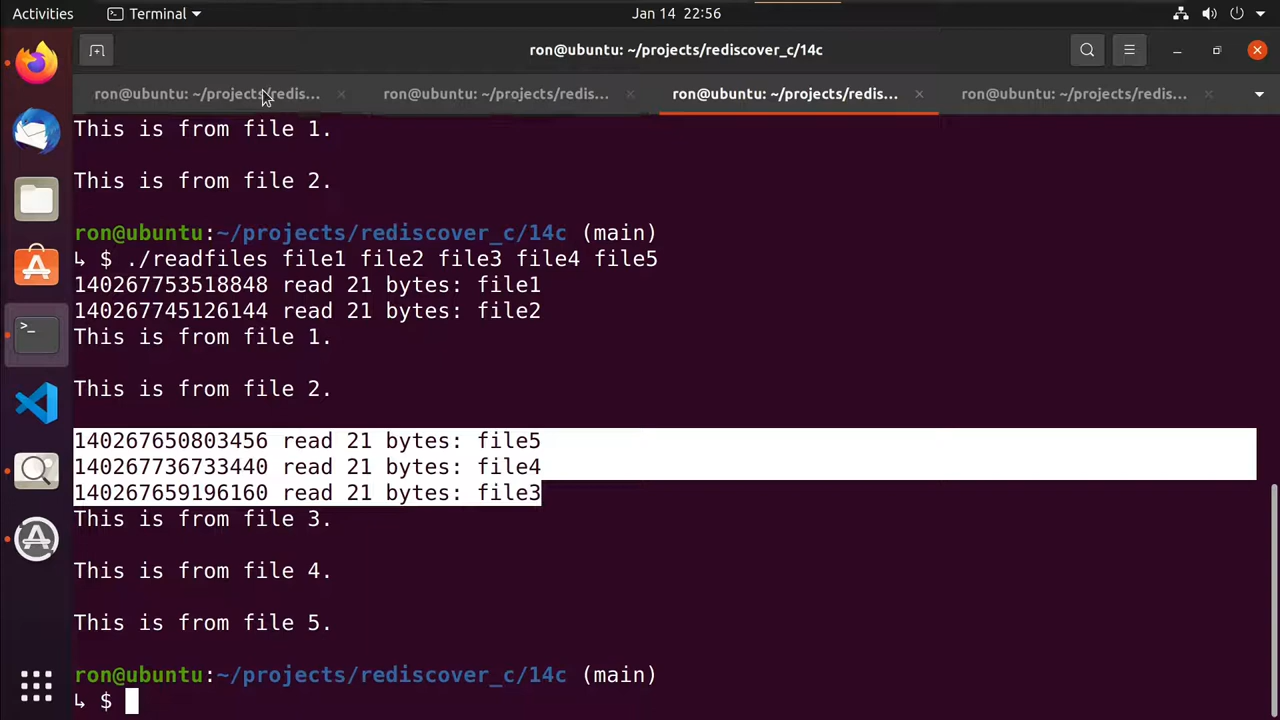 Activities Terminal Jan 14 22:56
ron@ubuntu: ~/projects/rediscover_c/14c
ron@ubuntu: ~/projects/redis... ron@ubuntu: ~/projects/redis... ron@ubuntu: ~/projects/redis... ron@ubuntu: ~/projects/redis...
This is from file 1.
This is from file 2.
ron@ubuntu:~/projects/rediscover_c/14c (main)
↳ $ ./readfiles file1 file2 file3 file4 file5
140267753518848 read 21 bytes: file1
140267745126144 read 21 bytes: file2
This is from file 1.
This is from file 2.
140267650803456 read 21 bytes: file5
140267736733440 read 21 bytes: file4
140267659196160 read 21 bytes: file3
This is from file 3.
This is from file 4.
This is from file 5.
ron@ubuntu:~/projects/rediscover_c/14c (main)
↳ $